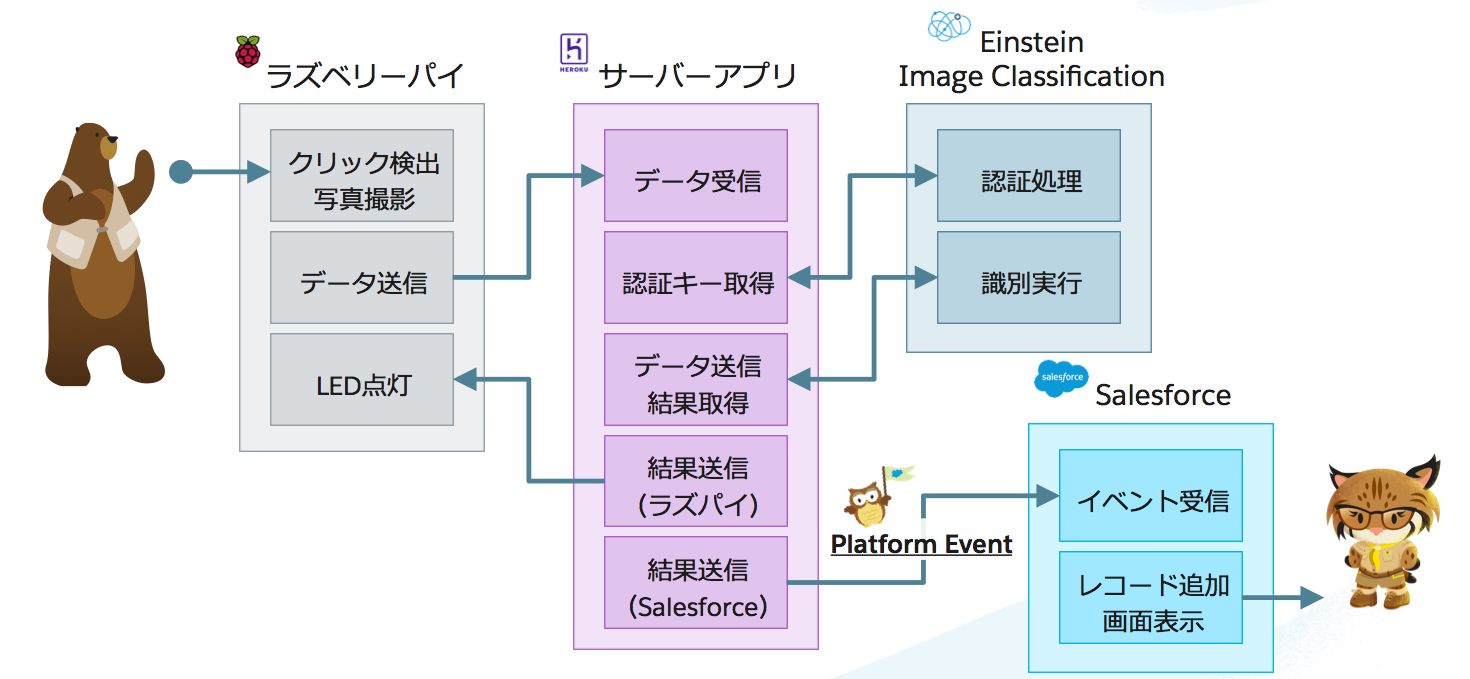 ラズベリーパイ
クリック検出
写真撮影
データ送信
LED点灯
HEROKU
サーバーアプリ
データ受信
認証キー取得
データ送信
結果取得
結果送信
(ラズパイ)
結果送信
(Salesforce)
Einstein
Image Classification
認証処理
識別実行
Platform Event
salesforce
Salesforce
イベント受信
レコード追加
画面表示